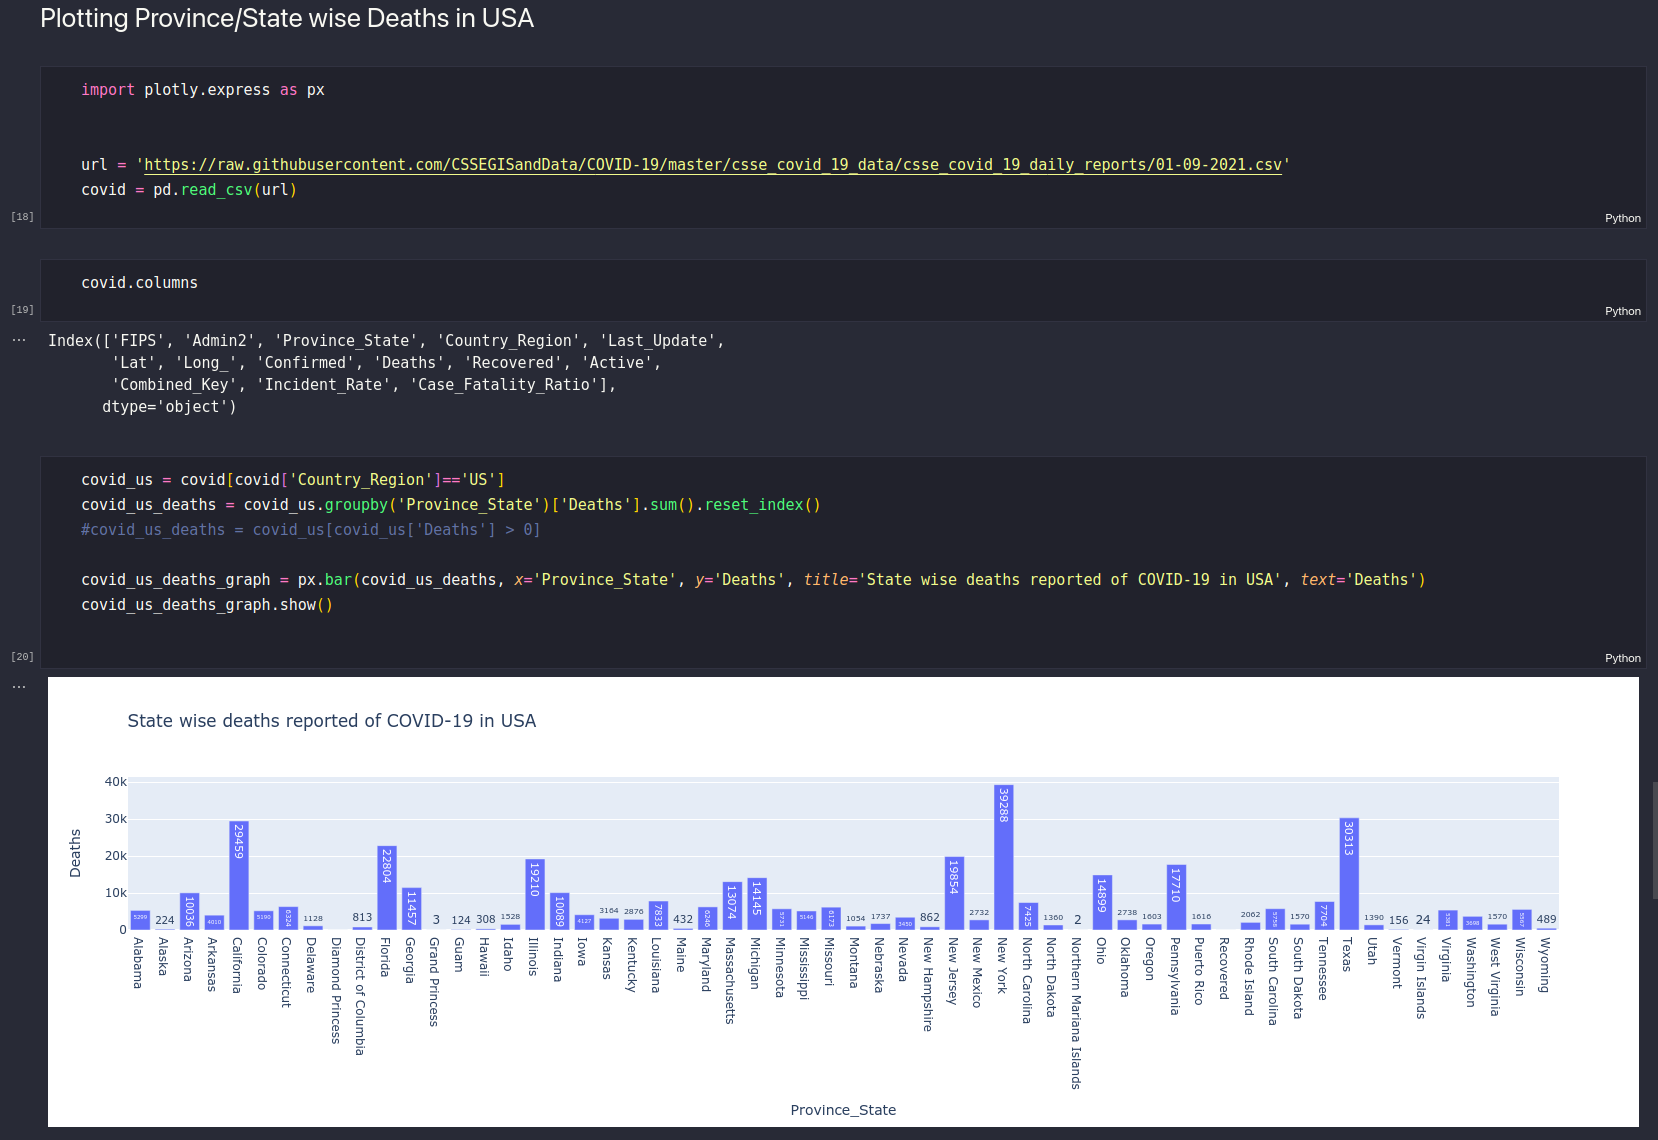 Plotting Province/State wise Deaths in USA
import plotly.express as px
url = 'https://raw.githubusercontent.com/CSSEGISandData/COVID-19/master/csse_covid_19_data/csse_covid_19_daily_reports/01-09-2021.csv'
covid = pd.read_csv(url)
[18]
Python
covid.columns
[19]
Python
...
Index(['FIPS', 'Admin2', 'Province_State', 'Country_Region', 'Last_Update',
'Lat', 'Long_', 'Confirmed', 'Deaths', 'Recovered', 'Active',
'Combined_Key', 'Incident_Rate', 'Case_Fatality_Ratio'],
dtype='object')
covid_us = covid[covid['Country_Region']=='US']
covid_us_deaths = covid_us.groupby('Province_State')['Deaths'].sum().reset_index()
#covid_us_deaths = covid_us[covid_us['Deaths'] > 0]
covid_us_deaths_graph = px.bar(covid_us_deaths, x='Province_State', y='Deaths', title='State wise deaths reported of COVID-19 in USA', text='Deaths')
covid_us_deaths_graph.show()
[20]
Python
...
State wise deaths reported of COVID-19 in USA
Deaths
40k
30k
20k
10k
0
5299
224
10036
4010
29459
5190
6324
1128
813
22804
11457
3
124
308
1528
19210
10089
4127
3164
2876
7833
432
6246
13074
14145
5731
5146
6173
1054
1737
3450
862
19854
2732
39288
7425
1360
2
14899
2738
1603
17710
1616
2062
5758
1570
7704
30313
1390
156
24
5381
3698
1570
5567
489
Alabama
Alaska
Arizona
Arkansas
California
Colorado
Connecticut
Delaware
Diamond Princess
District of Columbia
Florida
Georgia
Grand Princess
Guam
Hawaii
Idaho
Illinois
Indiana
Iowa
Kansas
Kentucky
Louisiana
Maine
Maryland
Massachusetts
Michigan
Minnesota
Mississippi
Missouri
Montana
Nebraska
Nevada
New Hampshire
New Jersey
New Mexico
New York
North Carolina
North Dakota
Northern Mariana Islands
Ohio
Oklahoma
Oregon
Pennsylvania
Puerto Rico
Recovered
Rhode Island
South Carolina
South Dakota
Tennessee
Texas
Utah
Vermont
Virgin Islands
Virginia
Washington
West Virginia
Wisconsin
Wyoming
Province_State